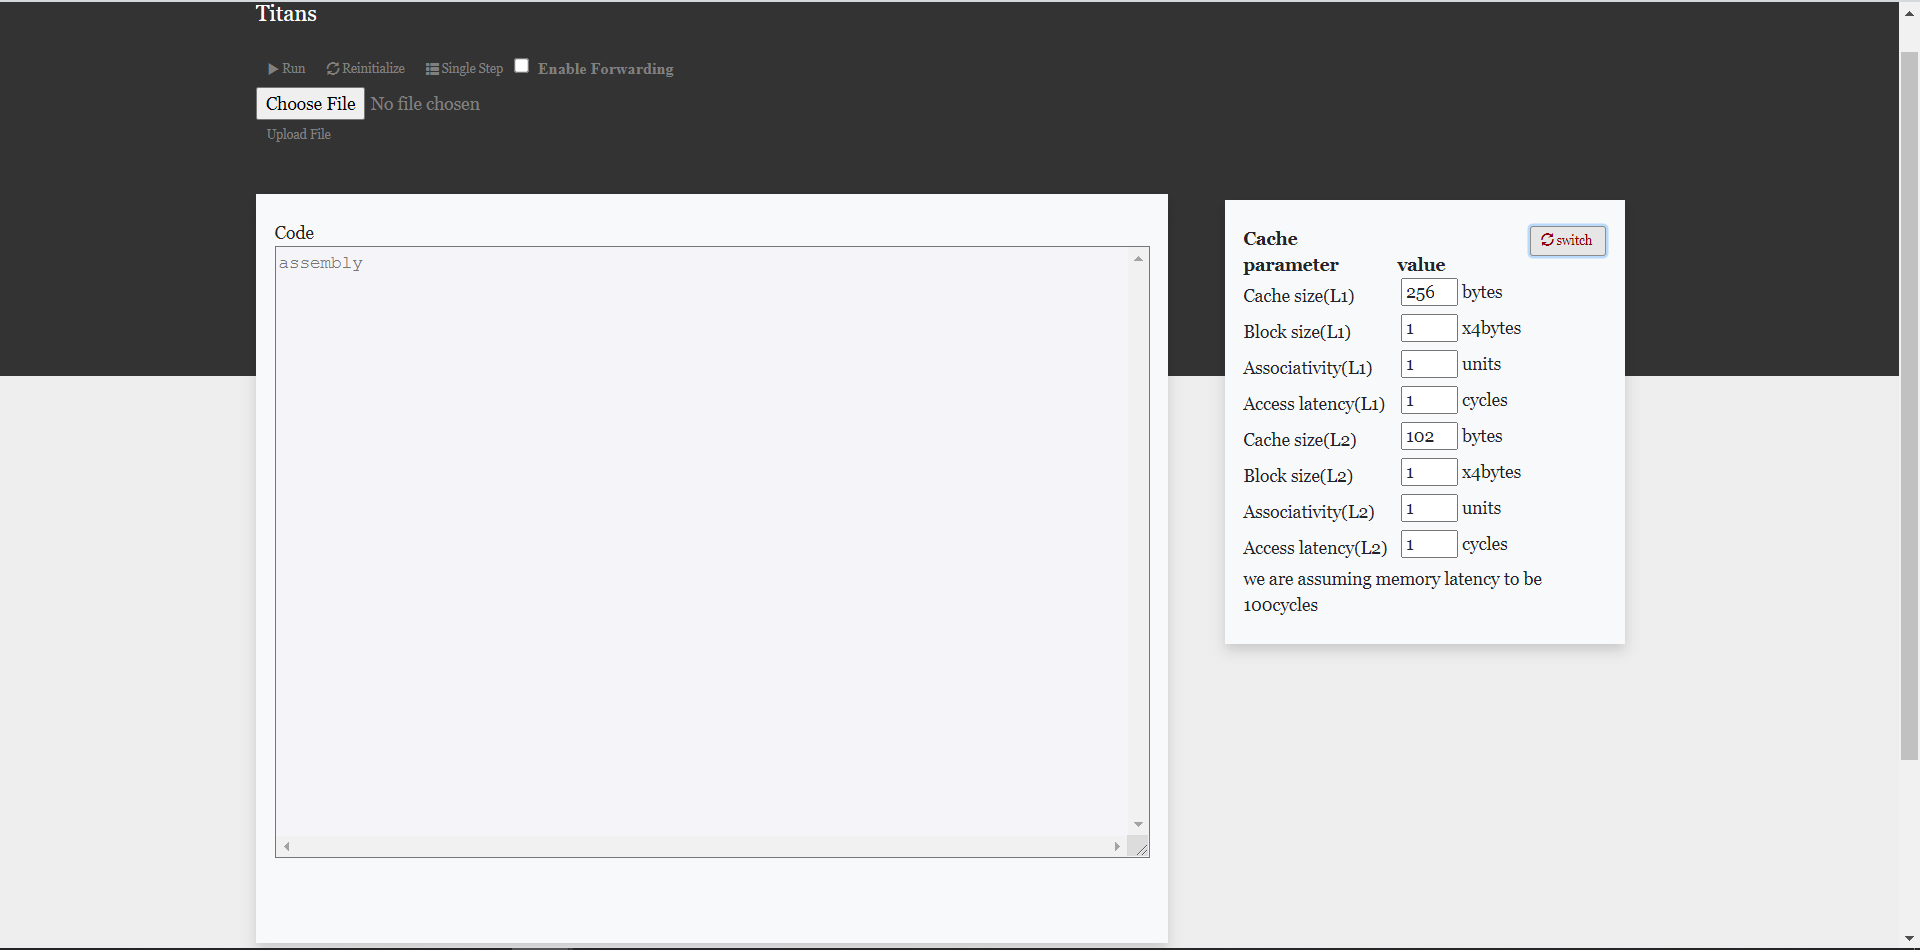 Titans
Run Reinitialize Single Step Enable Forwarding
Choose File No file chosen
Upload File
Code
assembly
Cache switch
parameter value
Cache size(L1) 256 bytes
Block size(L1) 1 x4bytes
Associativity(L1) 1 units
Access latency(L1) 1 cycles
Cache size(L2) 102 bytes
Block size(L2) 1 x4bytes
Associativity(L2) 1 units
Access latency(L2) 1 cycles
we are assuming memory latency to be
100cycles